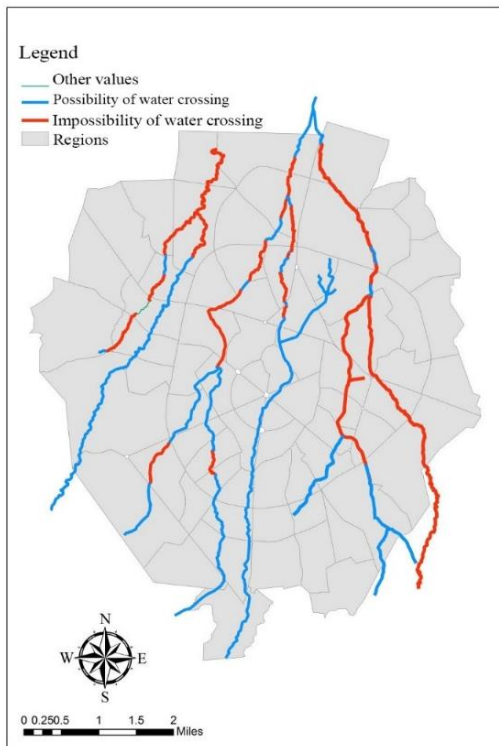 Legend
Other values
Possibility of water crossing
Impossibility of water crossing
Regions
N
W E
S
0 0.250.5 1 1.5 2
Miles